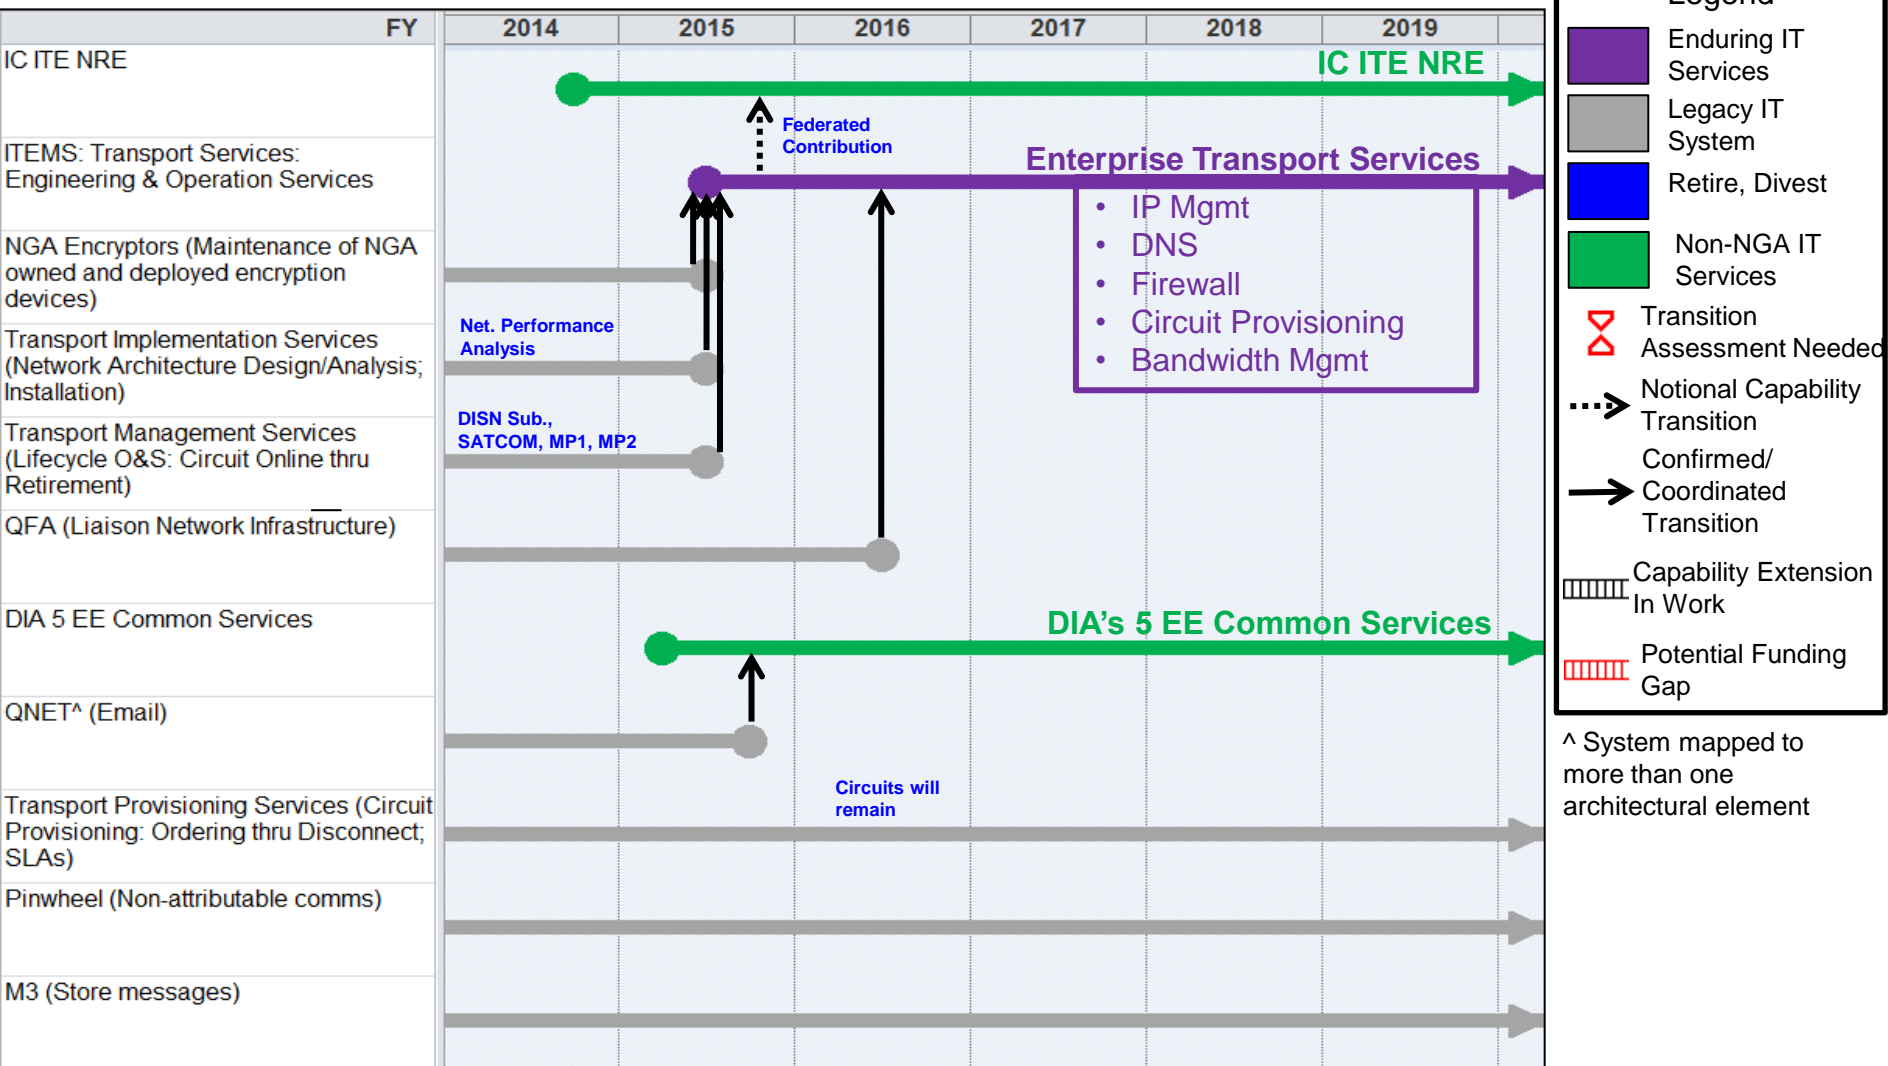 FY 2014 2015 2016 2017 2018 2019
IC ITE NRE
IC ITE NRE
Federated
Contribution
ITEMS: Transport Services:
Engineering & Operation Services
Enterprise Transport Services
• IP Mgmt
• DNS
• Firewall
• Circuit Provisioning
• Bandwidth Mgmt
NGA Encryptors (Maintenance of NGA
owned and deployed encryption
devices)
Transport Implementation Services
(Network Architecture Design/Analysis;
Installation)
Net. Performance
Analysis
Transport Management Services
(Lifecycle O&S: Circuit Online thru
Retirement)
DISN Sub.,
SATCOM, MP1, MP2
QFA (Liaison Network Infrastructure)
DIA 5 EE Common Services
DIA’s 5 EE Common Services
QNET^ (Email)
Transport Provisioning Services (Circuit
Provisioning: Ordering thru Disconnect;
SLAs)
Circuits will
remain
Pinwheel (Non-attributable comms)
M3 (Store messages)
Legend
Enduring IT
Services
Legacy IT
System
Retire, Divest
Non-NGA IT
Services
Transition
Assessment Needed
Notional Capability
Transition
Confirmed/
Coordinated
Transition
Capability Extension
In Work
Potential Funding
Gap
^ System mapped to
more than one
architectural element